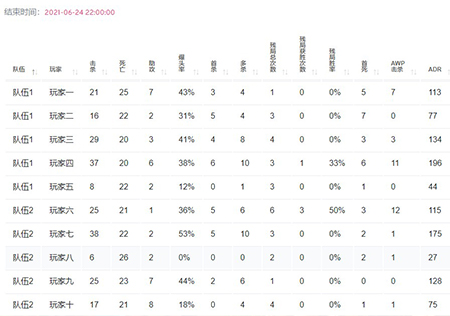 结束时间：2021-06-24 22:00:00
队伍 玩家 击杀 死亡 助攻 爆头率 首杀 多杀 残局总次数 残局获胜次数 残局胜率 首死 AWP击杀 ADR
队伍1 玩家一 21 25 7 43% 3 4 1 0 0% 5 7 113
队伍1 玩家二 16 22 2 31% 5 4 3 0 0% 7 0 77
队伍1 玩家三 29 20 3 41% 4 8 4 0 0% 3 3 134
队伍1 玩家四 37 20 6 38% 6 10 3 1 33% 6 11 196
队伍1 玩家五 8 22 2 12% 0 1 3 0 0% 1 0 44
队伍2 玩家六 25 21 1 36% 5 6 6 3 50% 3 12 115
队伍2 玩家七 38 22 2 53% 5 10 3 0 0% 2 1 175
队伍2 玩家八 6 26 2 0% 0 0 2 0 0% 2 1 27
队伍2 玩家九 25 23 7 44% 2 6 1 0 0% 0 0 128
队伍2 玩家十 17 21 8 18% 0 4 4 0 0% 1 1 75